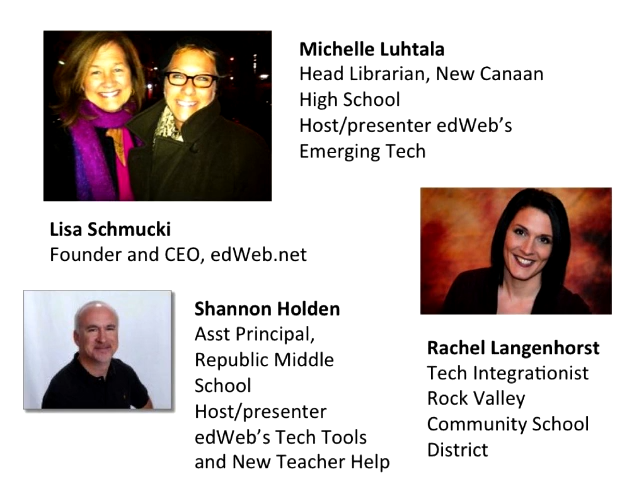 Michelle Luhtala
Head Librarian, New Canaan
High School
Host/presenter edWeb's
Emerging Tech
Lisa Schmucki
Founder and CEO, edWeb.net
Shannon Holden
Asst Principal,
Republic Middle
School
Host/presenter
edWeb's Tech Tools
and New Teacher Help
Rachel Langenhorst
Tech Integrationist
Rock Valley
Community School
District